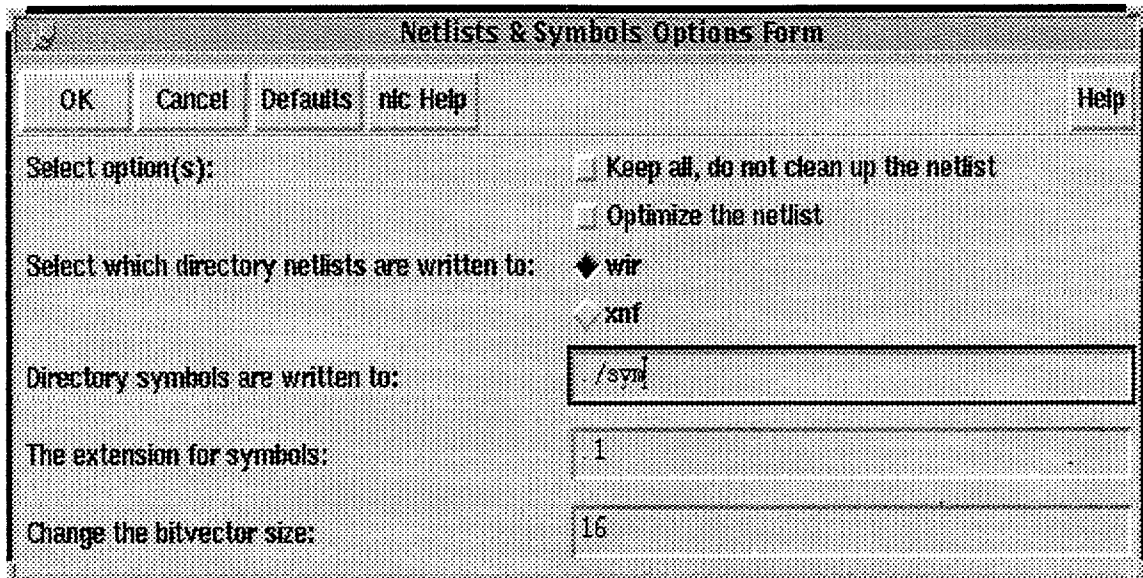 Netlists & Symbols Options Form
OK Cancel Defaults nlc Help Help
Select option(s): Keep all, do not clean up the netlist
Optimize the netlist
Select which directory netlists are written to: wir
xnf
Directory symbols are written to: ./sym
The extension for symbols: .1
Change the bitvector size: 16